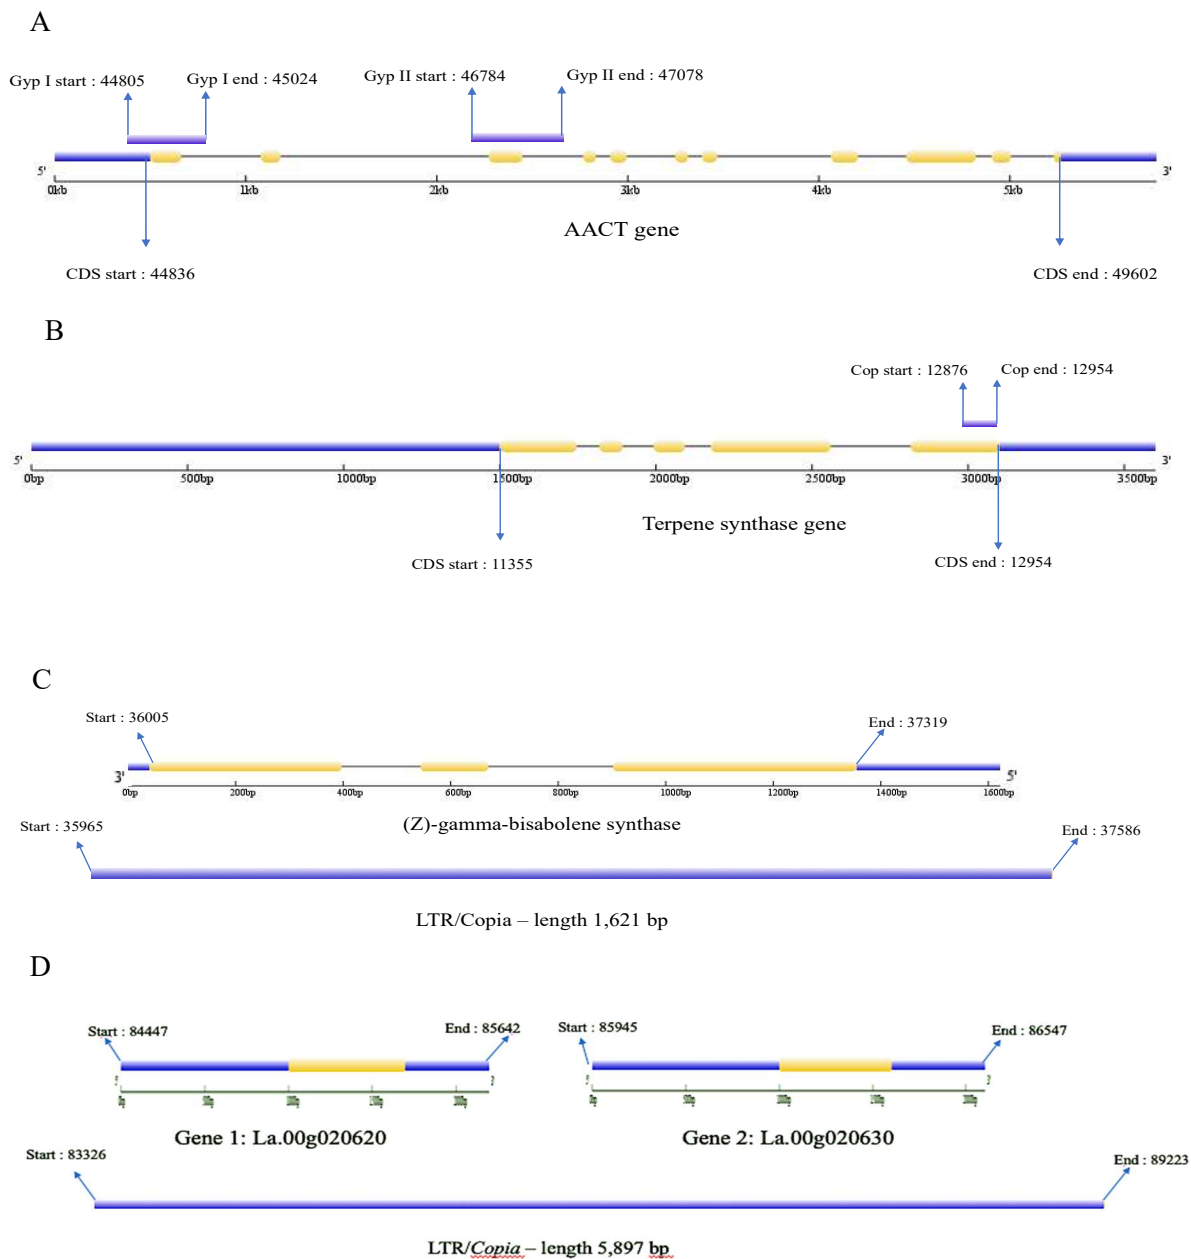 A
Gyp I start : 44805
Gyp I end : 45024
Gyp II start : 46784
Gyp II end : 47078
5'
3'
0kb 1kb 2kb 3kb 4kb 5kb
AACT gene
CDS start : 44836
CDS end : 49602
B
Cop start : 12876
Cop end : 12954
5'
3'
0bp 500bp 1000bp 1500bp 2000bp 2500bp 3000bp 3500bp
Terpene synthase gene
CDS start : 11355
CDS end : 12954
C
Start : 36005
End : 37319
3'
5'
0bp 200bp 400bp 600bp 800bp 1000bp 1200bp 1400bp 1600bp
(Z)-gamma-bisabolene synthase
Start : 35965
End : 37586
LTR/Copia – length 1,621 bp
D
Start : 84447
End : 85642
Start : 85945
End : 86547
Gene 1: La.00g020620
Gene 2: La.00g020630
Start : 83326
End : 89223
LTR/Copia – length 5,897 bp